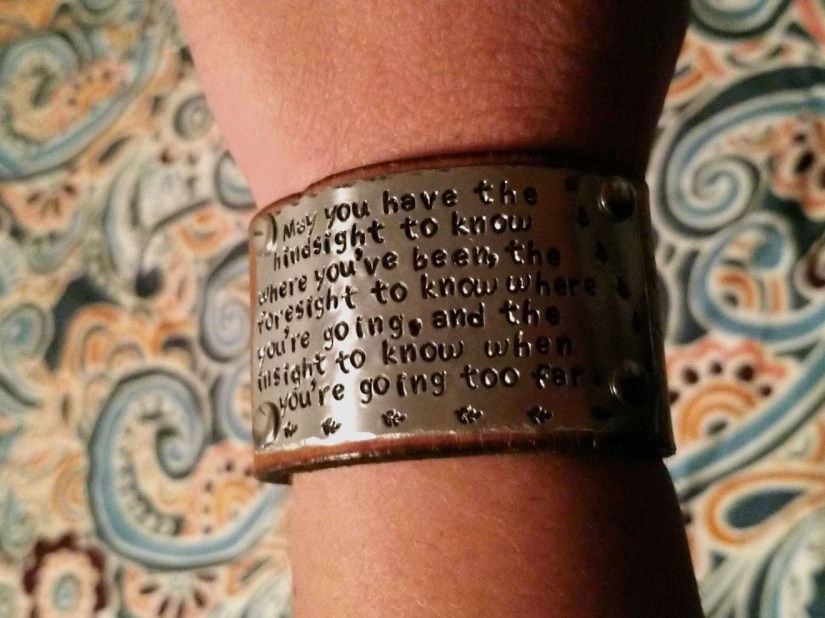 May you have the
hindsight to know
where you've been, the
foresight to know where
you're going, and the
insight to know when
you're going too far.